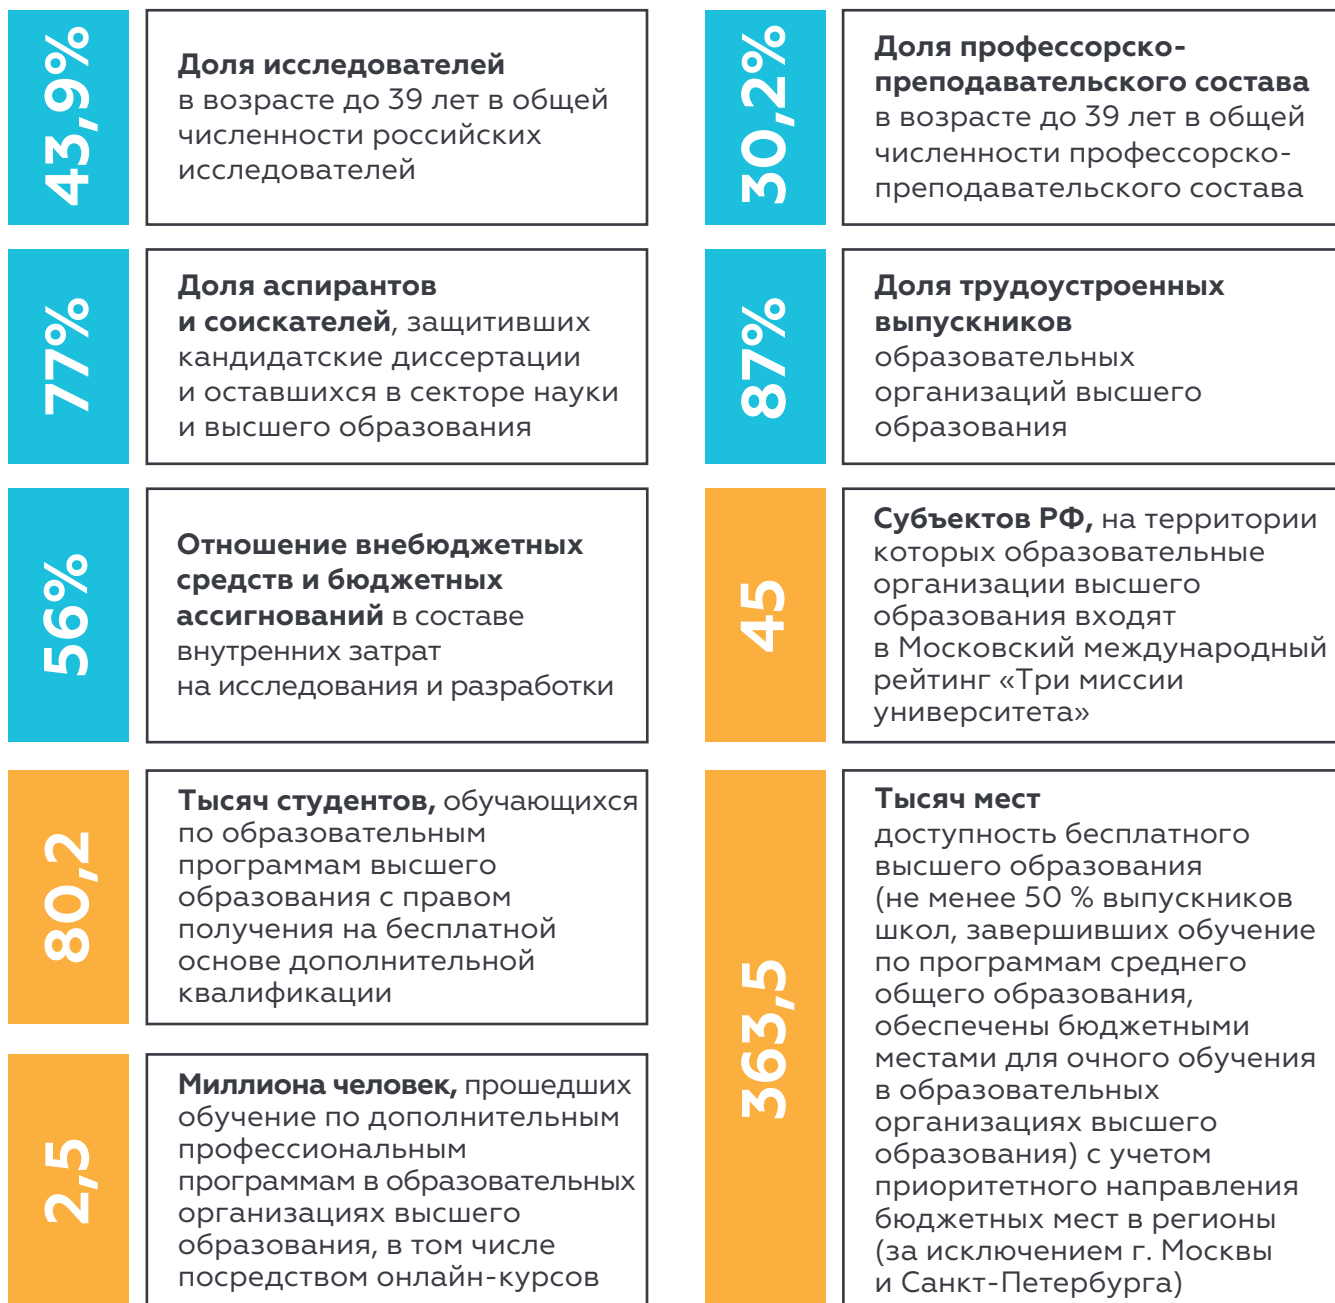 43,9%
Доля исследователей
в возрасте до 39 лет в общей
численности российских
исследователей
30,2%
Доля профессорско-
преподавательского состава
в возрасте до 39 лет в общей
численности профессорско-
преподавательского состава
77%
Доля аспирантов
и соискателей, защитивших
кандидатские диссертации
и оставшихся в секторе науки
и высшего образования
87%
Доля трудоустроенных
выпускников
образовательных
организаций высшего
образования
56%
Отношение внебюджетных
средств и бюджетных
ассигнований в составе
внутренних затрат
на исследования и разработки
45
Субъектов РФ, на территории
которых образовательные
организации высшего
образования входят
в Московский международный
рейтинг «Три миссии
университета»
80,2
Тысяч студентов, обучающихся
по образовательным
программам высшего
образования с правом
получения на бесплатной
основе дополнительной
квалификации
363,5
Тысяч мест
доступность бесплатного
высшего образования
(не менее 50 % выпускников
школ, завершивших обучение
по программам среднего
общего образования,
обеспечены бюджетными
местами для очного обучения
в образовательных
организациях высшего
образования) с учетом
приоритетного направления
бюджетных мест в регионы
(за исключением г. Москвы
и Санкт-Петербурга)
2,5
Миллиона человек, прошедших
обучение по дополнительным
профессиональным
программам в образовательных
организациях высшего
образования, в том числе
посредством онлайн-курсов